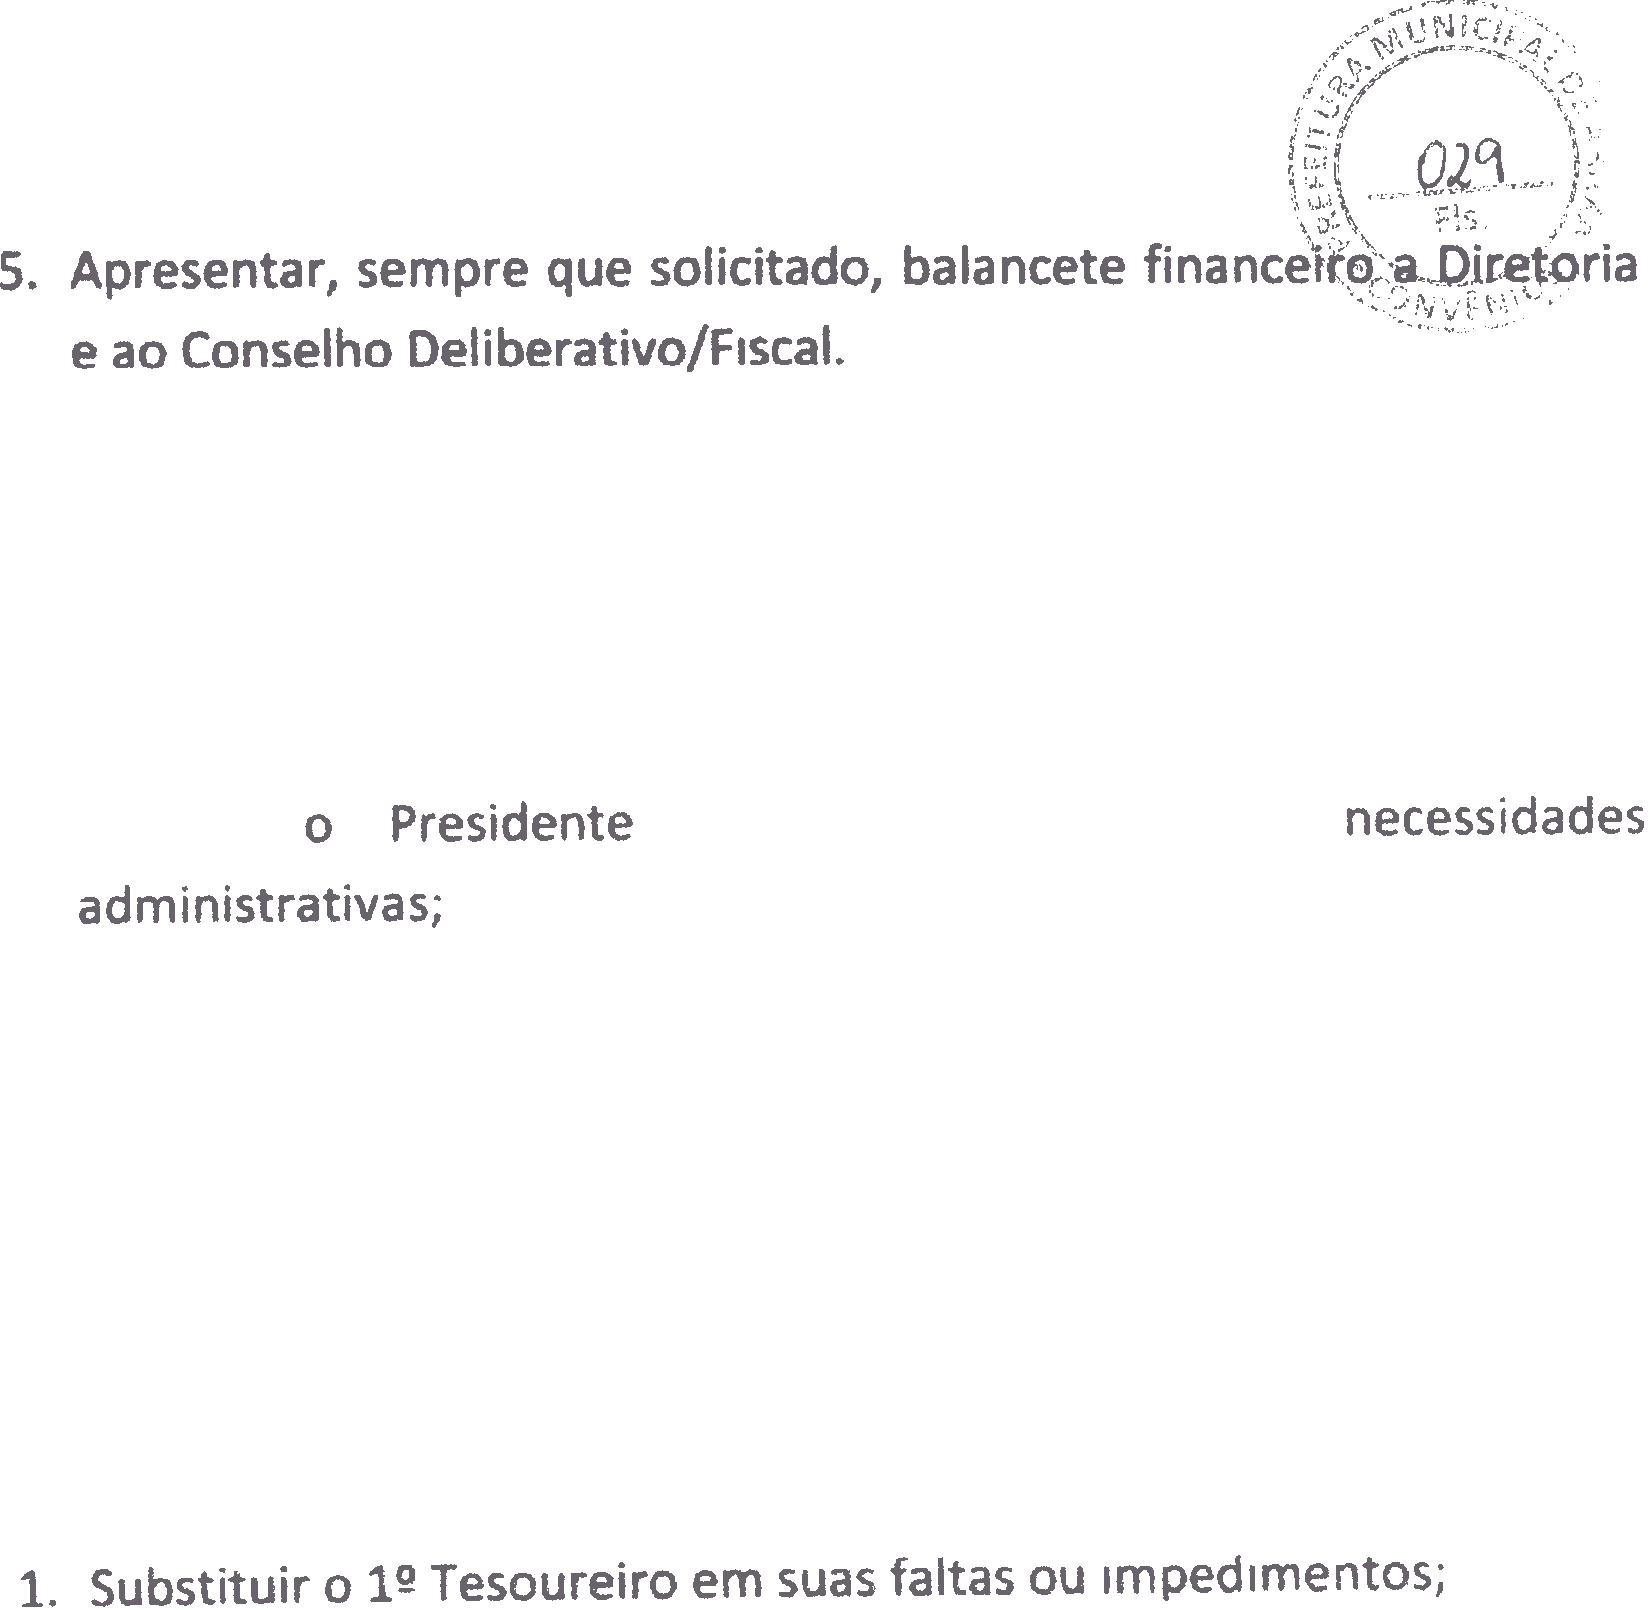 PREFEITURA MUNICIPAL DE
029
Fls.
CONVÊNIO
5. Apresentar, sempre que solicitado, balancete financeiro a Diretoria
e ao Conselho Deliberativo/Fiscal.
o Presidente necessidades
administrativas;
1. Substituir o 1º Tesoureiro em suas faltas ou impedimentos;